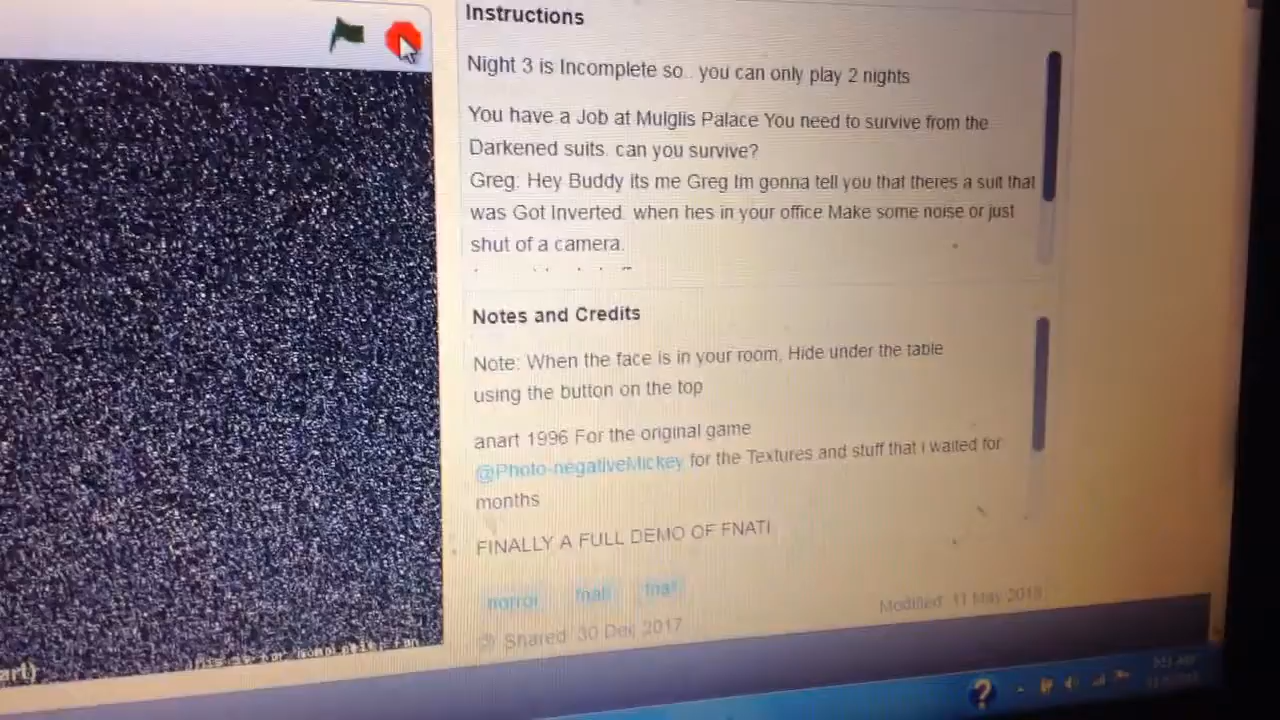 Instructions
Night 3 is Incomplete so.. you can only play 2 nights
You have a Job at Mulglis Palace You need to survive from the
Darkened suits. can you survive?
Greg: Hey Buddy its me Greg Im gonna tell you that theres a suit that
was Got Inverted. when hes in your office Make some noise or just
shut of a camera.
Notes and Credits
Note: When the face is in your room, Hide under the table
using the button on the top
anart 1996 For the original game
@Photo-negativeMickey for the Textures and stuff that i waited for
months
FINALLY A FULL DEMO OF FNATI
horror fnati fnaf
Shared: 30 Dec 2017
Modified: 11 May 2018
art)